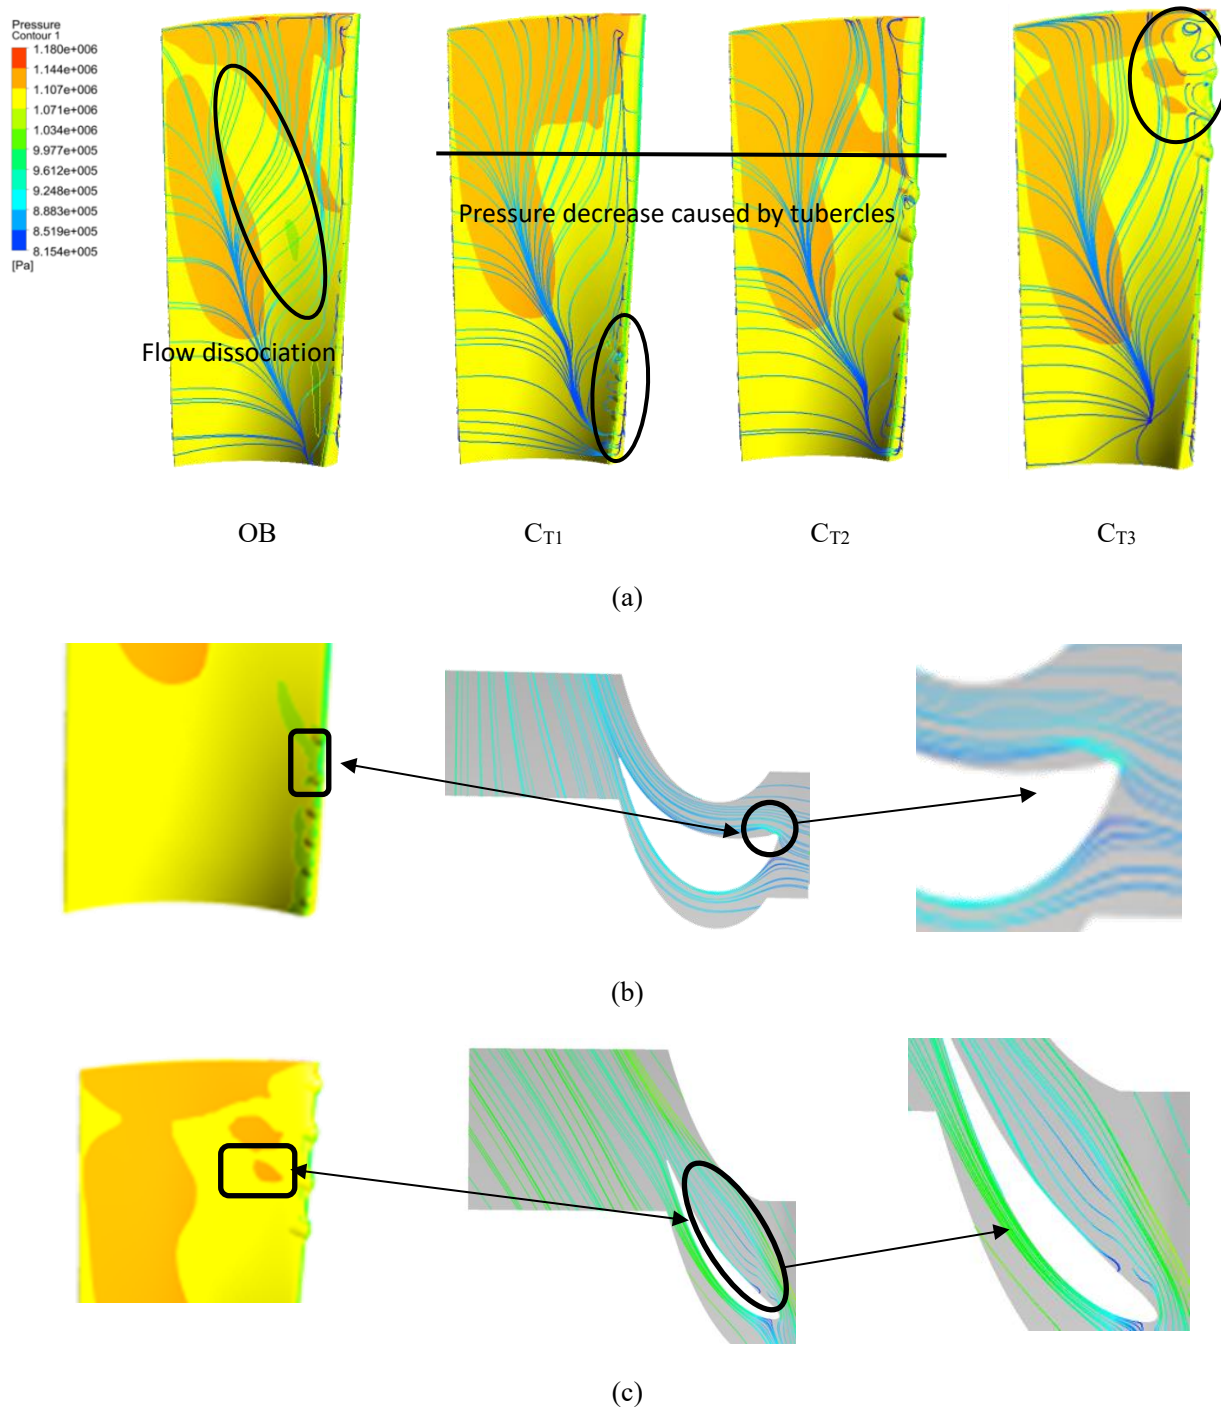 Pressure
Contour 1
1.180e+006
1.144e+006
1.107e+006
1.071e+006
1.034e+006
9.977e+005
9.612e+005
9.248e+005
8.883e+005
8.519e+005
8.154e+005
[Pa]
Pressure decrease caused by tubercles
Flow dissociation
OB
CT1
CT2
CT3
(a)
(b)
(c)